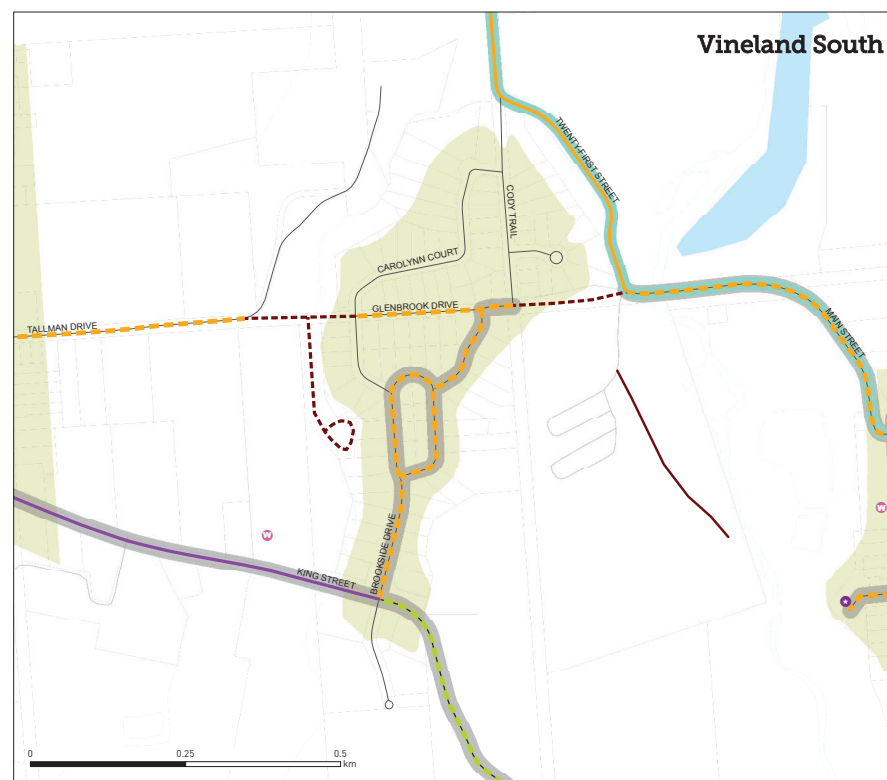 Vineland South
TWENTY-FIRST STREET
CODY TRAIL
CAROLYNN COURT
GLENBROOK DRIVE
TALLMAN DRIVE
MAIN STREET
W
W
BROOKSIDE DRIVE
KING STREET
0 0.25 0.5
km